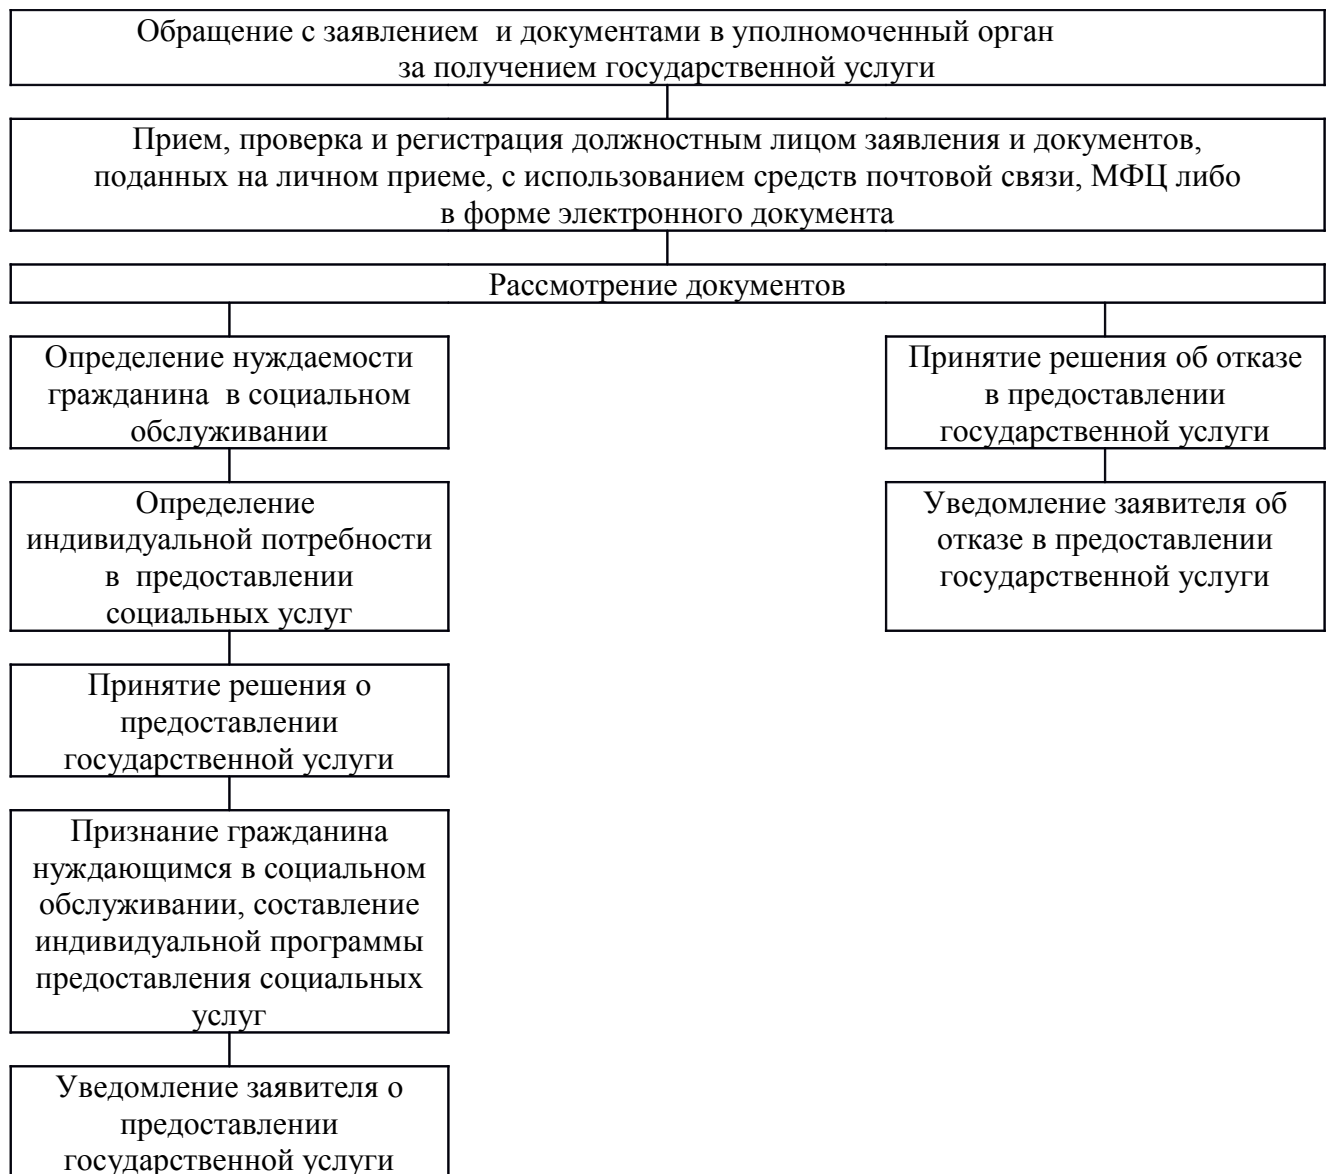 Обращение с заявлением  и документами в уполномоченный орган
за получением государственной услуги
Прием, проверка и регистрация должностным лицом заявления и документов,
поданных на личном приеме, с использованием средств почтовой связи, МФЦ либо
в форме электронного документа
Рассмотрение документов
Определение нуждаемости
гражданина  в социальном
обслуживании
Принятие решения об отказе
в предоставлении
государственной услуги
Определение
индивидуальной потребности
в  предоставлении
социальных услуг
Уведомление заявителя об
отказе в предоставлении
государственной услуги
Принятие решения о
предоставлении
государственной услуги
Признание гражданина
нуждающимся в социальном
обслуживании, составление
индивидуальной программы
предоставления социальных
услуг
Уведомление заявителя о
предоставлении
государственной услуги